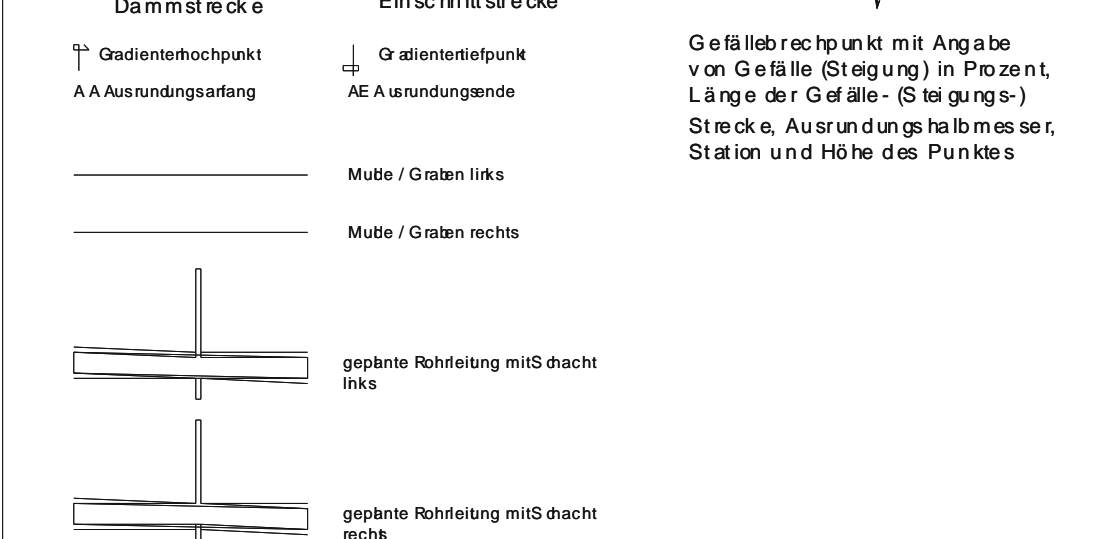 Dammstrecke
Einschnittstrecke
Gradientenhochpunkt
Gradiententiefpunkt
AA Ausrundungsanfang
AE Ausrundungsende
Mulde / Graben links
Mulde / Graben rechts
geplante Rohrleitung mit Schacht
links
geplante Rohrleitung mit Schacht
rechts
Gefällebrechpunkt mit Angabe
von Gefälle (Steigung) in Prozent,
Länge der Gefälle- (Steigungs-)
Strecke, Ausrundungshalbmesser,
Station und Höhe des Punktes